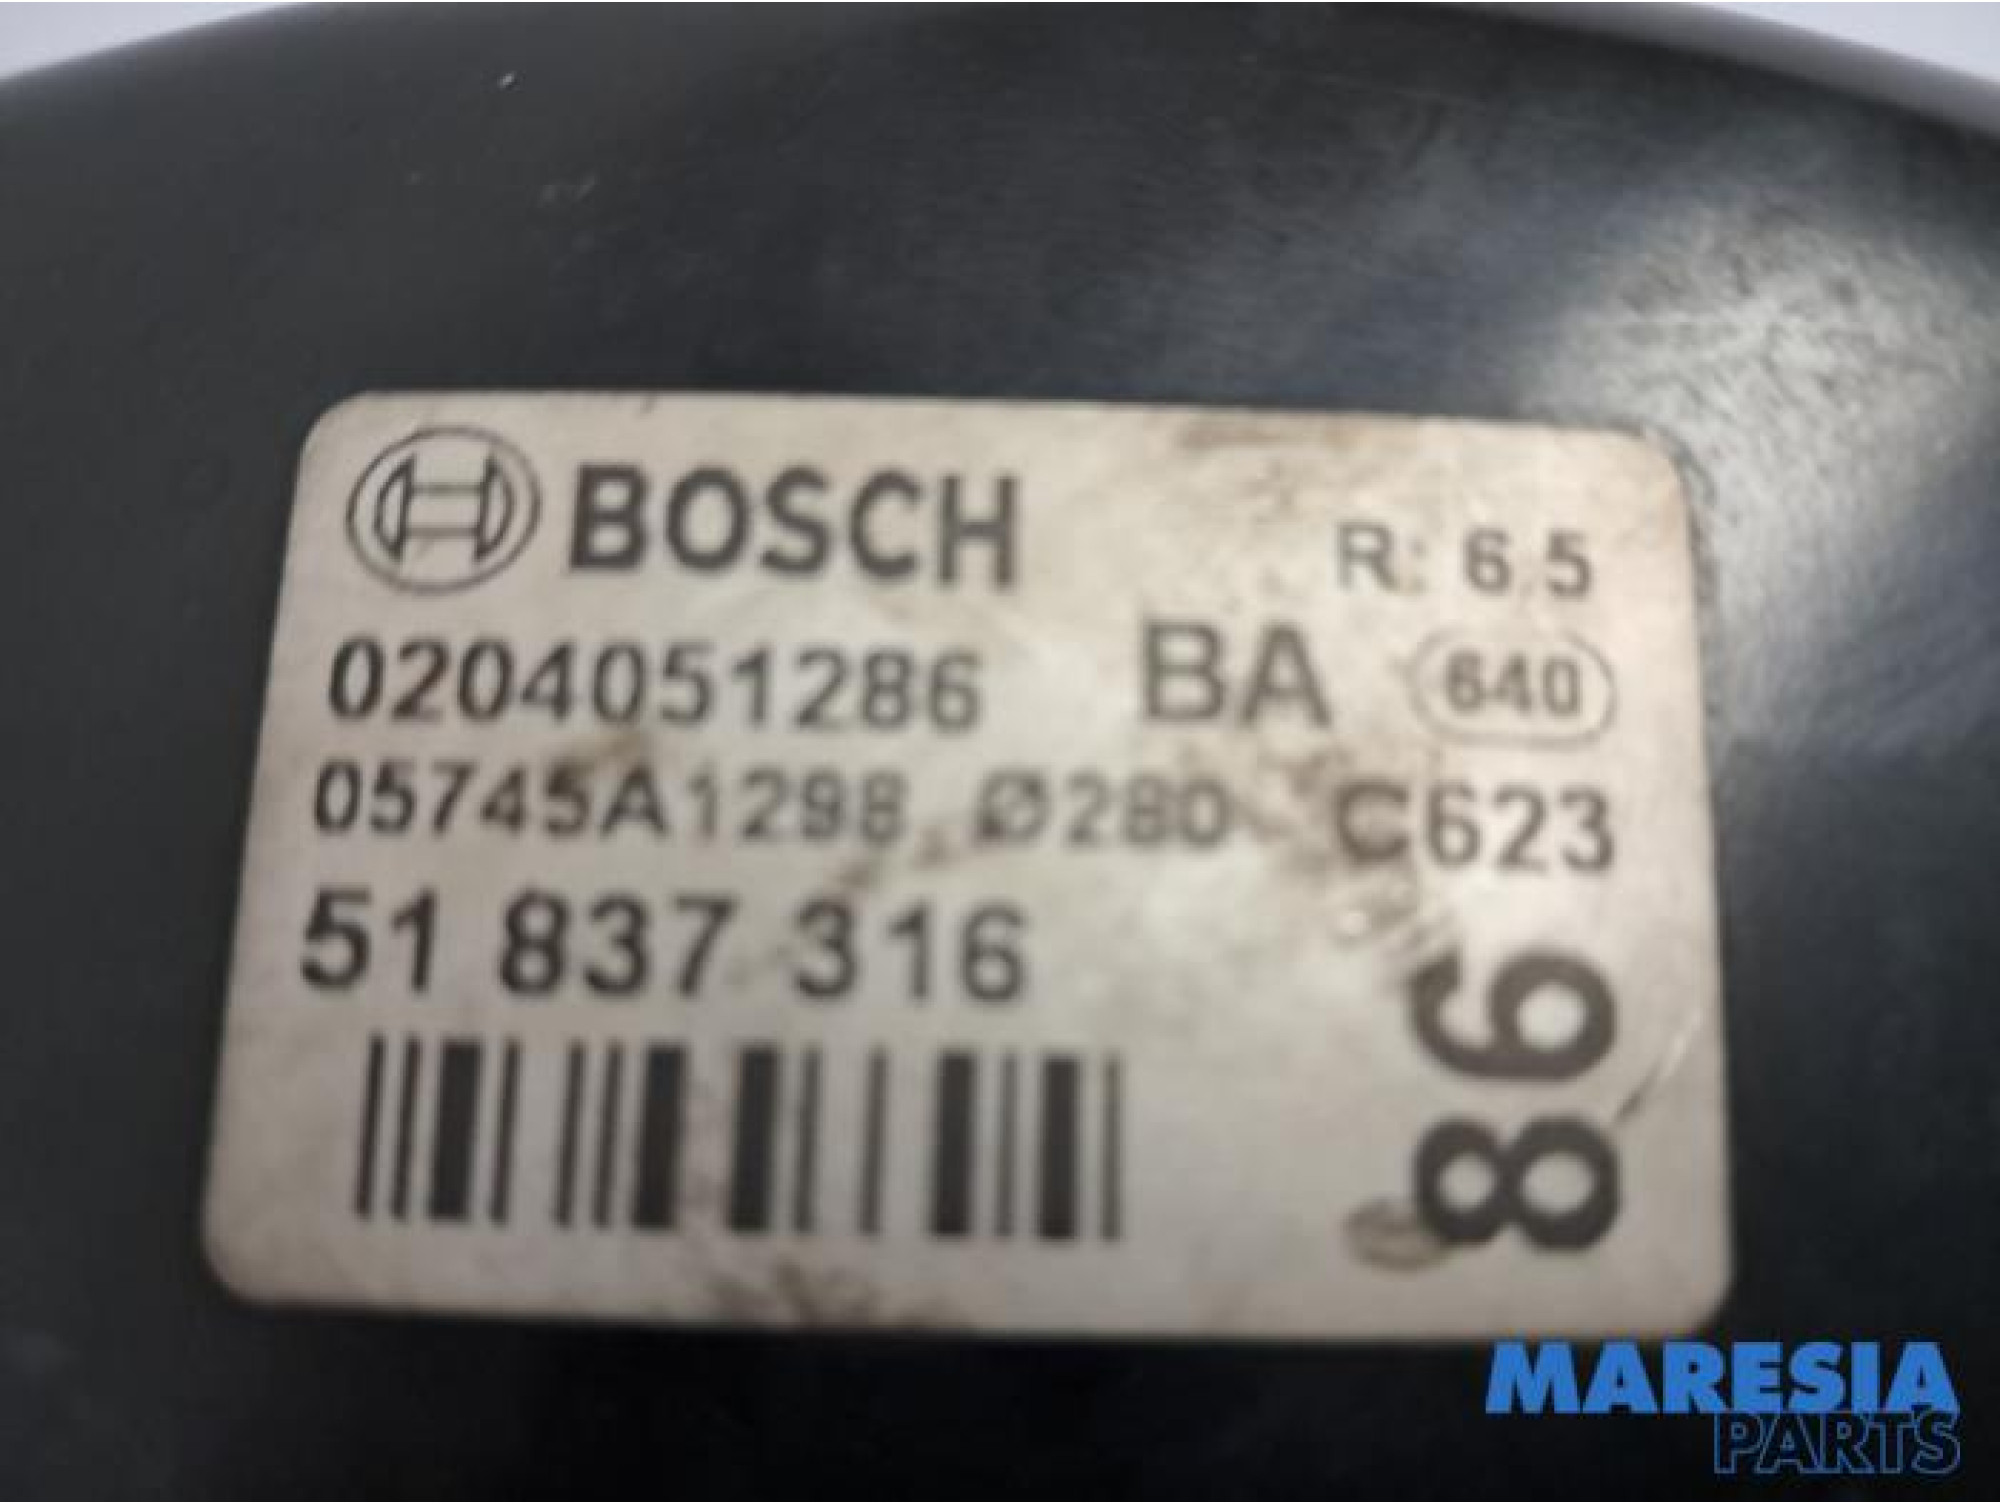 BOSCH R: 6.5
0204051286 BA 640
05745A1298 Ø280 C623
51 837 316
86
MARESIA
PARTS